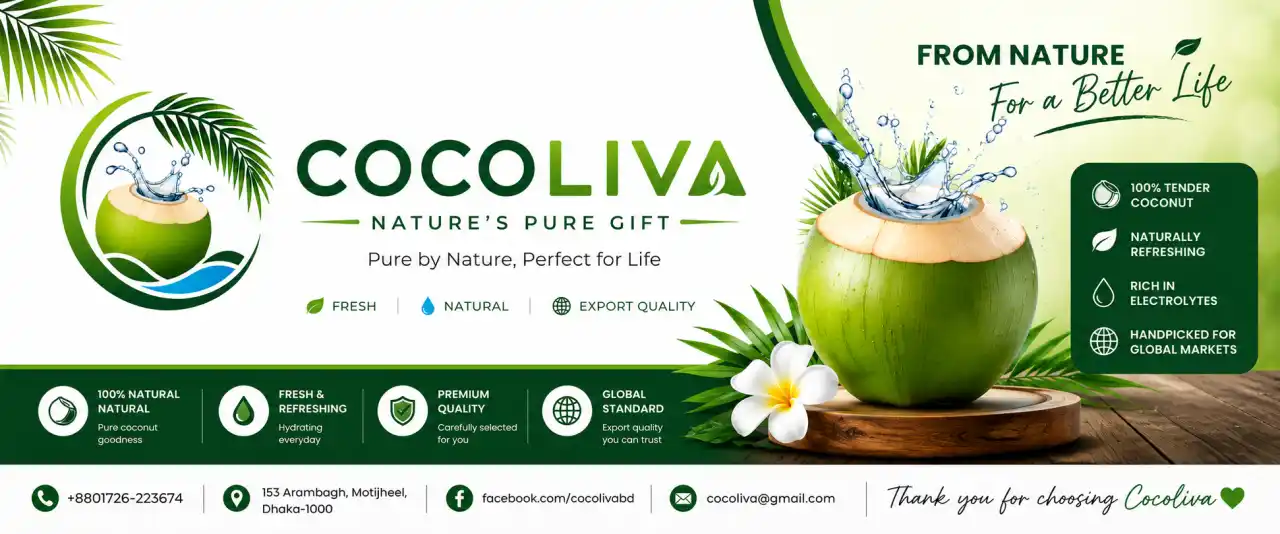 FROM NATURE
For a Better Life
COCOLIVA
NATURE'S PURE GIFT
Pure by Nature, Perfect for Life
FRESH
NATURAL
EXPORT QUALITY
100% TENDER
COCONUT
NATURALLY
REFRESHING
RICH IN
ELECTROLYTES
HANDPICKED FOR
GLOBAL MARKETS
100% NATURAL
NATURAL
Pure coconut
goodness
FRESH &
REFRESHING
Hydrating
everyday
PREMIUM
QUALITY
Carefully selected
for you
GLOBAL
STANDARD
Export quality
you can trust
+8801726-223674
153 Arambagh, Motijheel,
Dhaka-1000
facebook.com/cocolivabd
cocoliva@gmail.com
Thank you for choosing Cocoliva